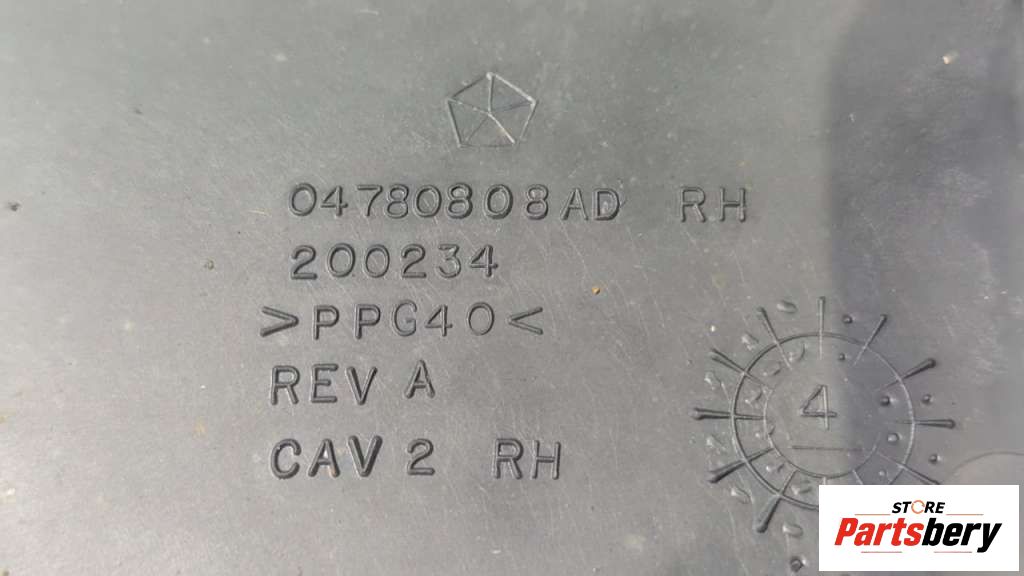 04780808AD RH
200234
>PPG40<
REV A
CAV 2 RH
4
STORE
Partsbery